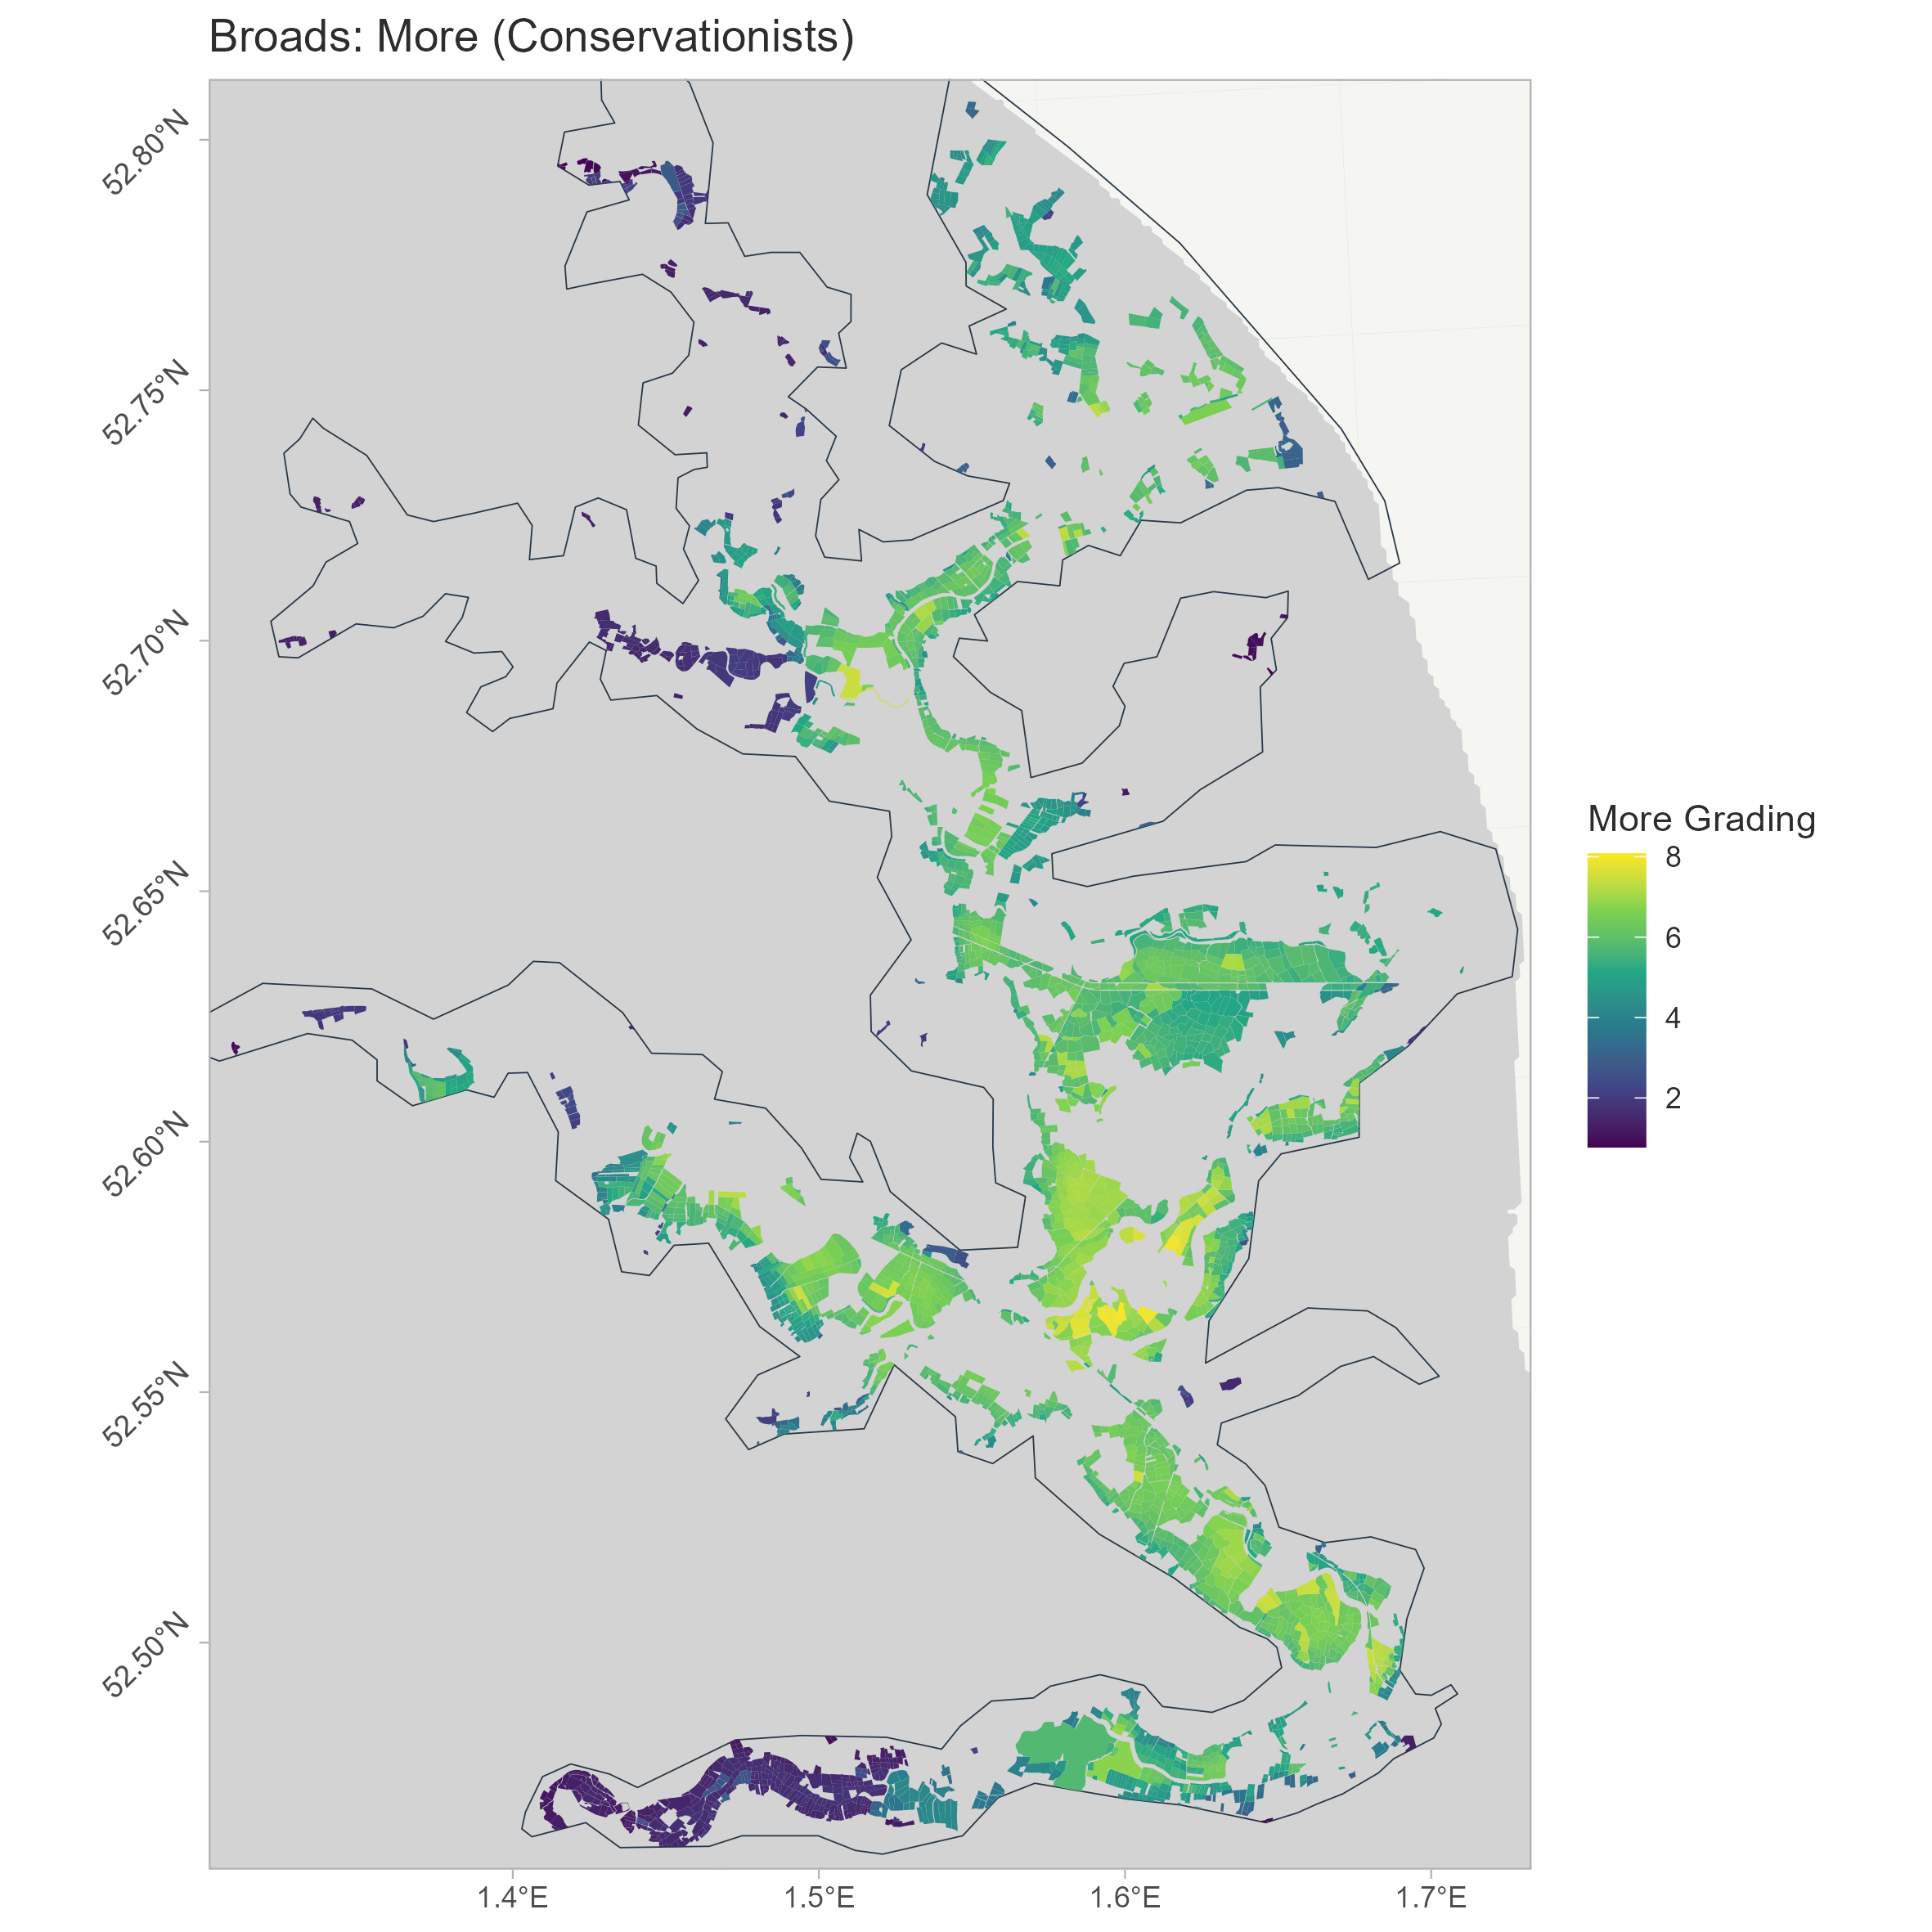 Broads: More (Conservationists)
52.80°N
52.75°N
52.70°N
52.65°N
52.60°N
52.55°N
52.50°N
1.4°E
1.5°E
1.6°E
1.7°E
More Grading
8
6
4
2